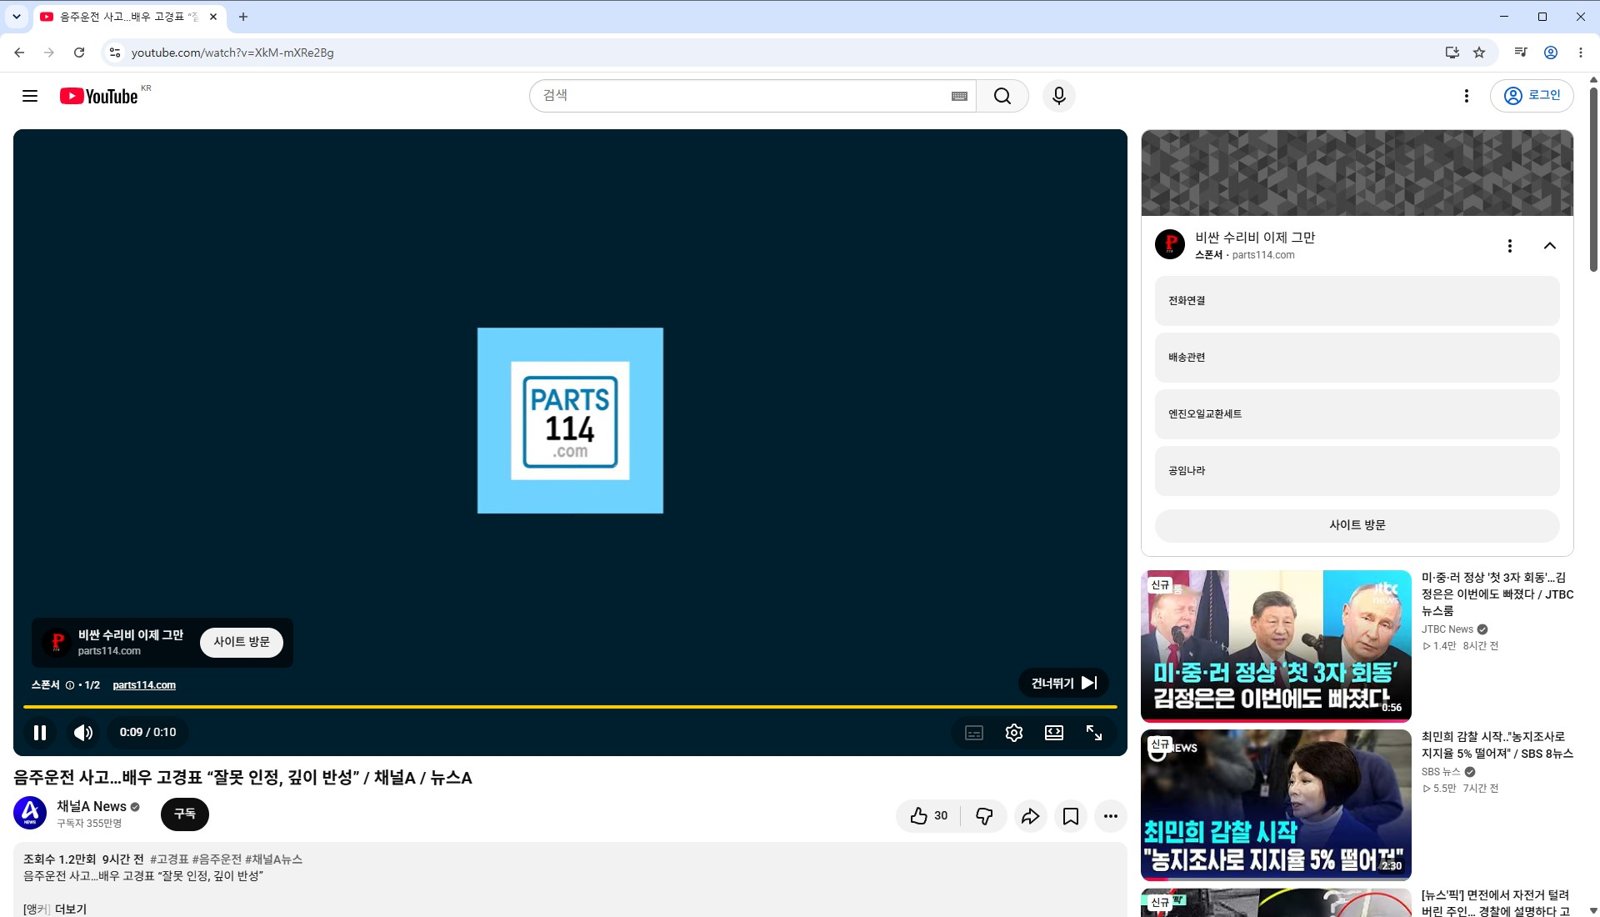 음주운전 사고...배우 고경표 "잘
youtube.com/watch?v=XkM-mXRe2Bg
YouTube KR
검색
로그인
PARTS
114
.com
비싼 수리비 이제 그만
parts114.com
사이트 방문
스폰서 · 1/2 parts114.com
건너뛰기
0:09 / 0:10
음주운전 사고…배우 고경표 “잘못 인정, 깊이 반성” / 채널A / 뉴스A
채널A News
구독자 355만명
구독
30
조회수 1.2만회 9시간 전 #고경표 #음주운전 #채널A뉴스
음주운전 사고…배우 고경표 “잘못 인정, 깊이 반성”
[앵커] 더보기
비싼 수리비 이제 그만
스폰서 · parts114.com
전화연결
배송관련
엔진오일교환세트
공임나라
사이트 방문
신규
jtbc
news
미·중·러 정상 '첫 3자 회동'
김정은은 이번에도 빠졌다
0:56
미·중·러 정상 '첫 3자 회동'…김
정은은 이번에도 빠졌다 / JTBC
뉴스룸
JTBC News
1.4만 8시간 전
신규
NEWS
최민희 감찰 시작
"농지조사로 지지율 5% 떨어져"
2:30
최민희 감찰 시작.."농지조사로
지지율 5% 떨어져" / SBS 8뉴스
SBS 뉴스
5.5만 7시간 전
신규
[뉴스'픽'] 면전에서 자전거 털려
버린 주인... 경찰에 설명하다 고